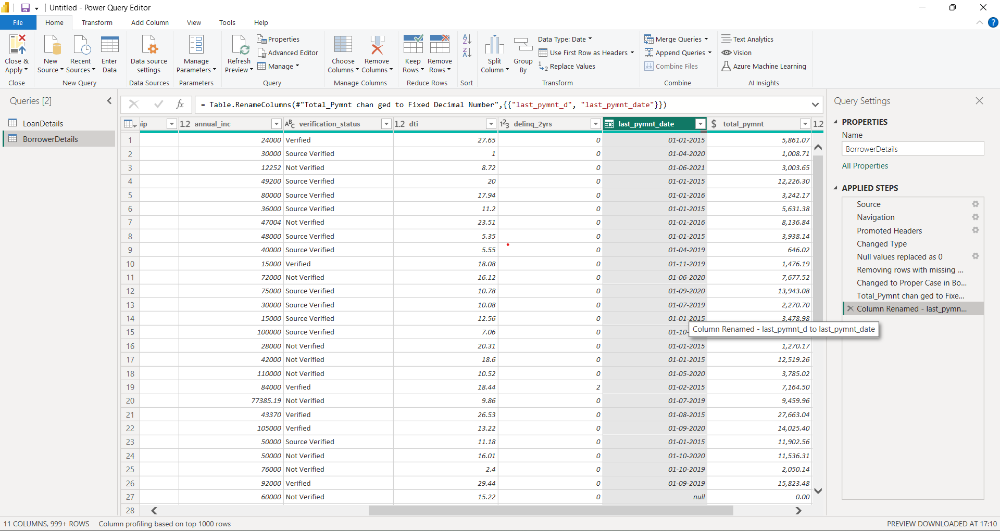 Untitled - Power Query Editor
File Home Transform Add Column View Tools Help
Close & Apply
Close
New Source
Recent Sources
Enter Data
New Query
Data source settings
Data Sources
Manage Parameters
Parameters
Refresh Preview
Properties
Advanced Editor
Manage
Query
Choose Columns
Remove Columns
Manage Columns
Keep Rows
Remove Rows
Reduce Rows
Sort
Split Column
Group By
Data Type: Date
Use First Row as Headers
Replace Values
Transform
Merge Queries
Append Queries
Combine Files
Combine
Text Analytics
Vision
Azure Machine Learning
AI Insights
Queries [2]
LoanDetails
BorrowerDetails
fx = Table.RenameColumns(#"Total_Pymnt chan ged to Fixed Decimal Number",{{"last_pymnt_d", "last_pymnt_date"}})
ip 1.2 annual_inc ABC verification_status 1.2 dti 123 delinq_2yrs last_pymnt_date $ total_pymnt 1.2
1 24000 Verified 27.65 0 01-01-2015 5,861.07
2 30000 Source Verified 1 0 01-04-2020 1,008.71
3 12252 Not Verified 8.72 0 01-06-2021 3,003.65
4 49200 Source Verified 20 0 01-01-2015 12,226.30
5 80000 Source Verified 17.94 0 01-01-2016 3,242.17
6 36000 Source Verified 11.2 0 01-01-2015 5,631.38
7 47004 Not Verified 23.51 0 01-01-2016 8,136.84
8 48000 Source Verified 5.35 0 01-01-2015 3,938.14
9 40000 Source Verified 5.55 0 01-04-2019 646.02
10 15000 Verified 18.08 0 01-11-2019 1,476.19
11 72000 Not Verified 16.12 0 01-06-2020 7,677.52
12 75000 Source Verified 10.78 0 01-09-2020 13,943.08
13 30000 Source Verified 10.08 0 01-07-2019 2,270.70
14 15000 Source Verified 12.56 0 01-01-2015 3,478.98
15 100000 Source Verified 7.06 0 01-10-
16 28000 Not Verified 20.31 0 01-01-2015 1,270.17
17 42000 Not Verified 18.6 0 01-01-2015 12,519.26
18 110000 Not Verified 10.52 0 01-05-2020 3,785.02
19 84000 Verified 18.44 2 01-02-2015 7,164.50
20 77385.19 Not Verified 9.86 0 01-07-2019 9,459.96
21 43370 Verified 26.53 0 01-08-2015 27,663.04
22 105000 Verified 13.22 0 01-09-2020 14,025.40
23 50000 Source Verified 11.18 0 01-01-2015 11,902.56
24 50000 Not Verified 16.01 0 01-10-2020 11,536.31
25 76000 Not Verified 2.4 0 01-10-2019 2,050.14
26 92000 Verified 29.44 0 01-09-2019 15,823.48
27 60000 Not Verified 15.22 0 null 0.00
28
Column Renamed - last_pymnt_d to last_pymnt_date
Query Settings
PROPERTIES
Name
BorrowerDetails
All Properties
APPLIED STEPS
Source
Navigation
Promoted Headers
Changed Type
Null values replaced as 0
Removing rows with missing ...
Changed to Proper Case in Bo...
Total_Pymnt chan ged to Fixe...
Column Renamed - last_pymn...
11 COLUMNS, 999+ ROWS Column profiling based on top 1000 rows
PREVIEW DOWNLOADED AT 17:10